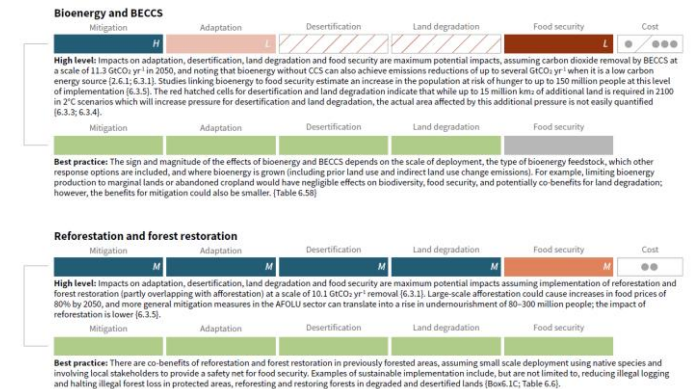 Bioenergy and BECCS
Mitigation Adaptation Desertification Land degradation Food security Cost
H L L
High level: Impacts on adaptation, desertification, land degradation and food security are maximum potential impacts, assuming carbon dioxide removal by BECCS at
a scale of 11.3 GtCO₂ yr⁻¹ in 2050, and noting that bioenergy without CCS can also achieve emissions reductions of up to several GtCO₂ yr⁻¹ when it is a low carbon
energy source {2.6.1; 6.3.1}. Studies linking bioenergy to food security estimate an increase in the population at risk of hunger to up to 150 million people at this level
of implementation {6.3.5}. The red hatched cells for desertification and land degradation indicate that while up to 15 million km₂ of additional land is required in 2100
in 2°C scenarios which will increase pressure for desertification and land degradation, the actual area affected by this additional pressure is not easily quantified
{6.3.3; 6.3.4}.
Mitigation Adaptation Desertification Land degradation Food security
Best practice: The sign and magnitude of the effects of bioenergy and BECCS depends on the scale of deployment, the type of bioenergy feedstock, which other
response options are included, and where bioenergy is grown (including prior land use and indirect land use change emissions). For example, limiting bioenergy
production to marginal lands or abandoned cropland would have negligible effects on biodiversity, food security, and potentially co-benefits for land degradation;
however, the benefits for mitigation could also be smaller. {Table 6.58}
Reforestation and forest restoration
Mitigation Adaptation Desertification Land degradation Food security Cost
M M M M M
High level: Impacts on adaptation, desertification, land degradation and food security are maximum potential impacts assuming implementation of reforestation and
forest restoration (partly overlapping with afforestation) at a scale of 10.1 GtCO₂ yr⁻¹ removal {6.3.1}. Large-scale afforestation could cause increases in food prices of
80% by 2050, and more general mitigation measures in the AFOLU sector can translate into a rise in undernourishment of 80–300 million people; the impact of
reforestation is lower {6.3.5}.
Mitigation Adaptation Desertification Land degradation Food security
Best practice: There are co-benefits of reforestation and forest restoration in previously forested areas, assuming small scale deployment using native species and
involving local stakeholders to provide a safety net for food security. Examples of sustainable implementation include, but are not limited to, reducing illegal logging
and halting illegal forest loss in protected areas, reforesting and restoring forests in degraded and desertified lands {Box6.1C; Table 6.6}.